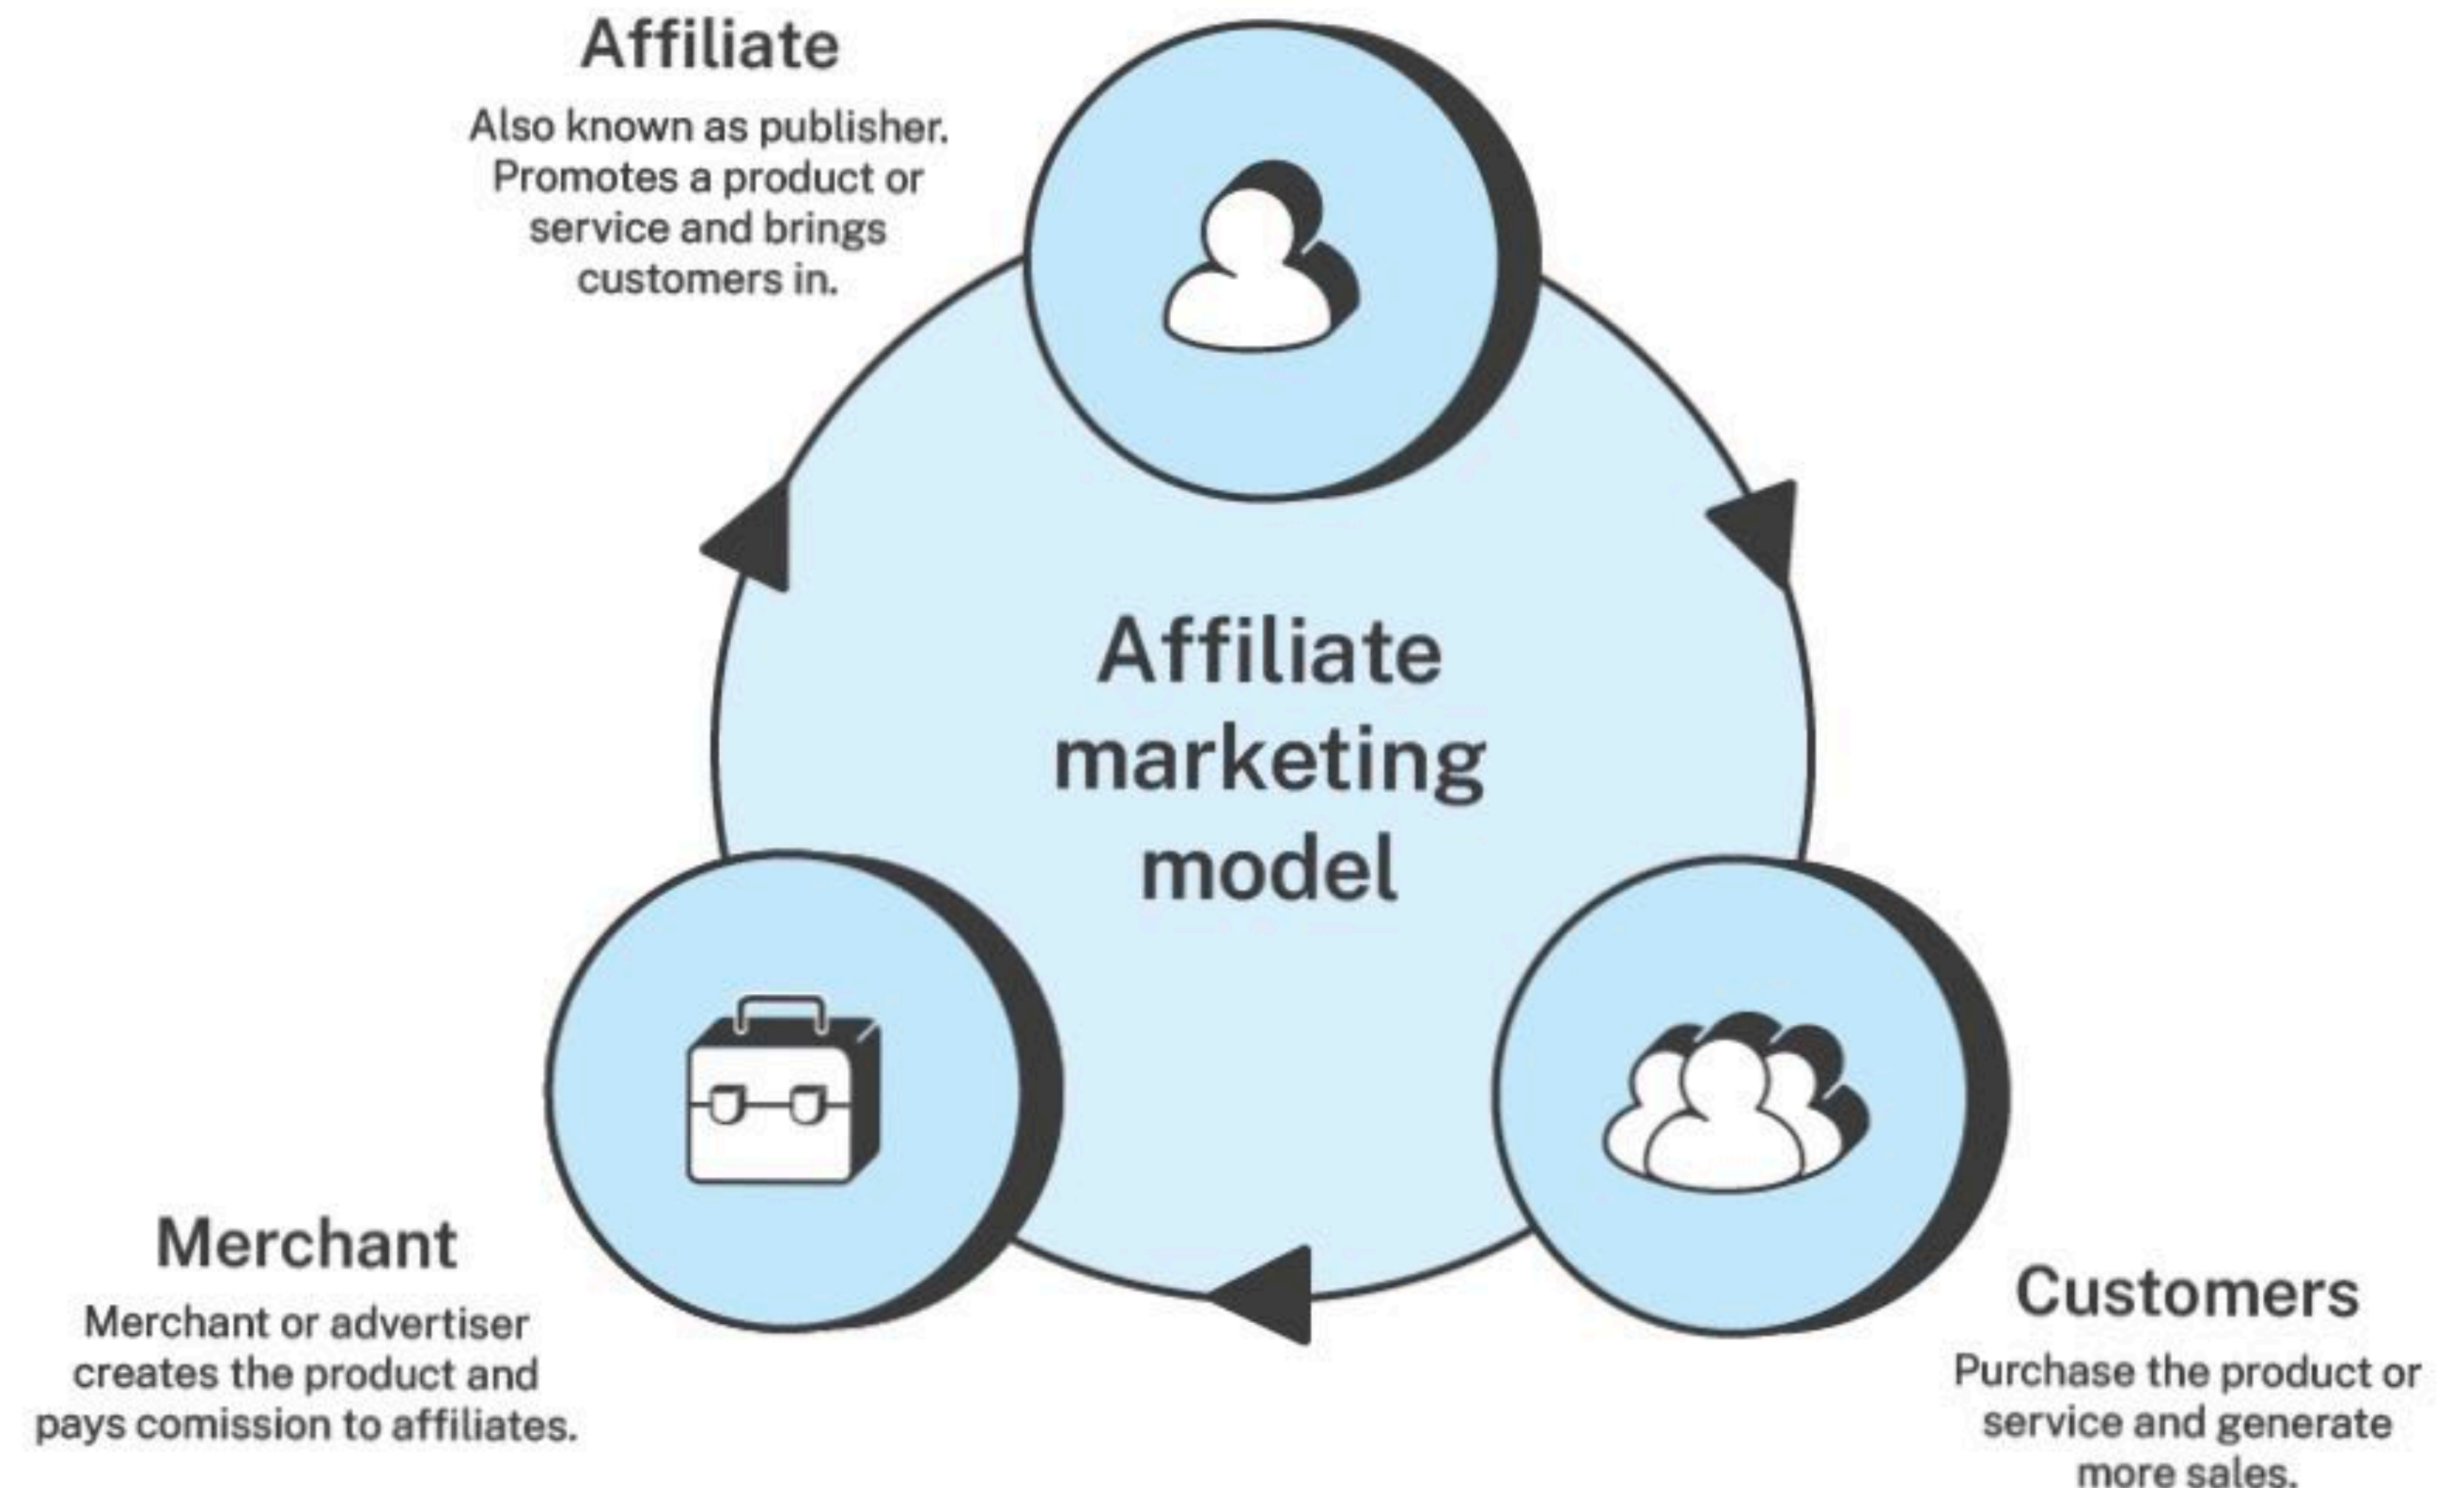 Affiliate
Also known as publisher.
Promotes a product or
service and brings
customers in.
Affiliate
marketing
model
Merchant
Merchant or advertiser
creates the product and
pays comission to affiliates.
Customers
Purchase the product or
service and generate
more sales.